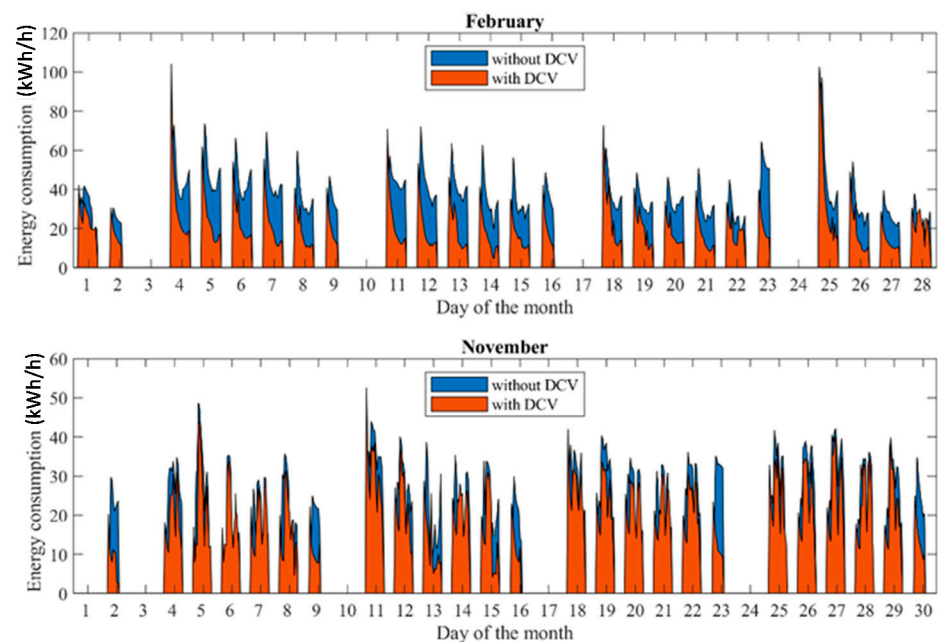 February
Energy consumption (kWh/h)
120
100
80
60
40
20
0
without DCV
with DCV
1 2 3 4 5 6 7 8 9 10 11 12 13 14 15 16 17 18 19 20 21 22 23 24 25 26 27 28
Day of the month
November
Energy consumption (kWh/h)
60
50
40
30
20
10
0
without DCV
with DCV
1 2 3 4 5 6 7 8 9 10 11 12 13 14 15 16 17 18 19 20 21 22 23 24 25 26 27 28 29 30
Day of the month